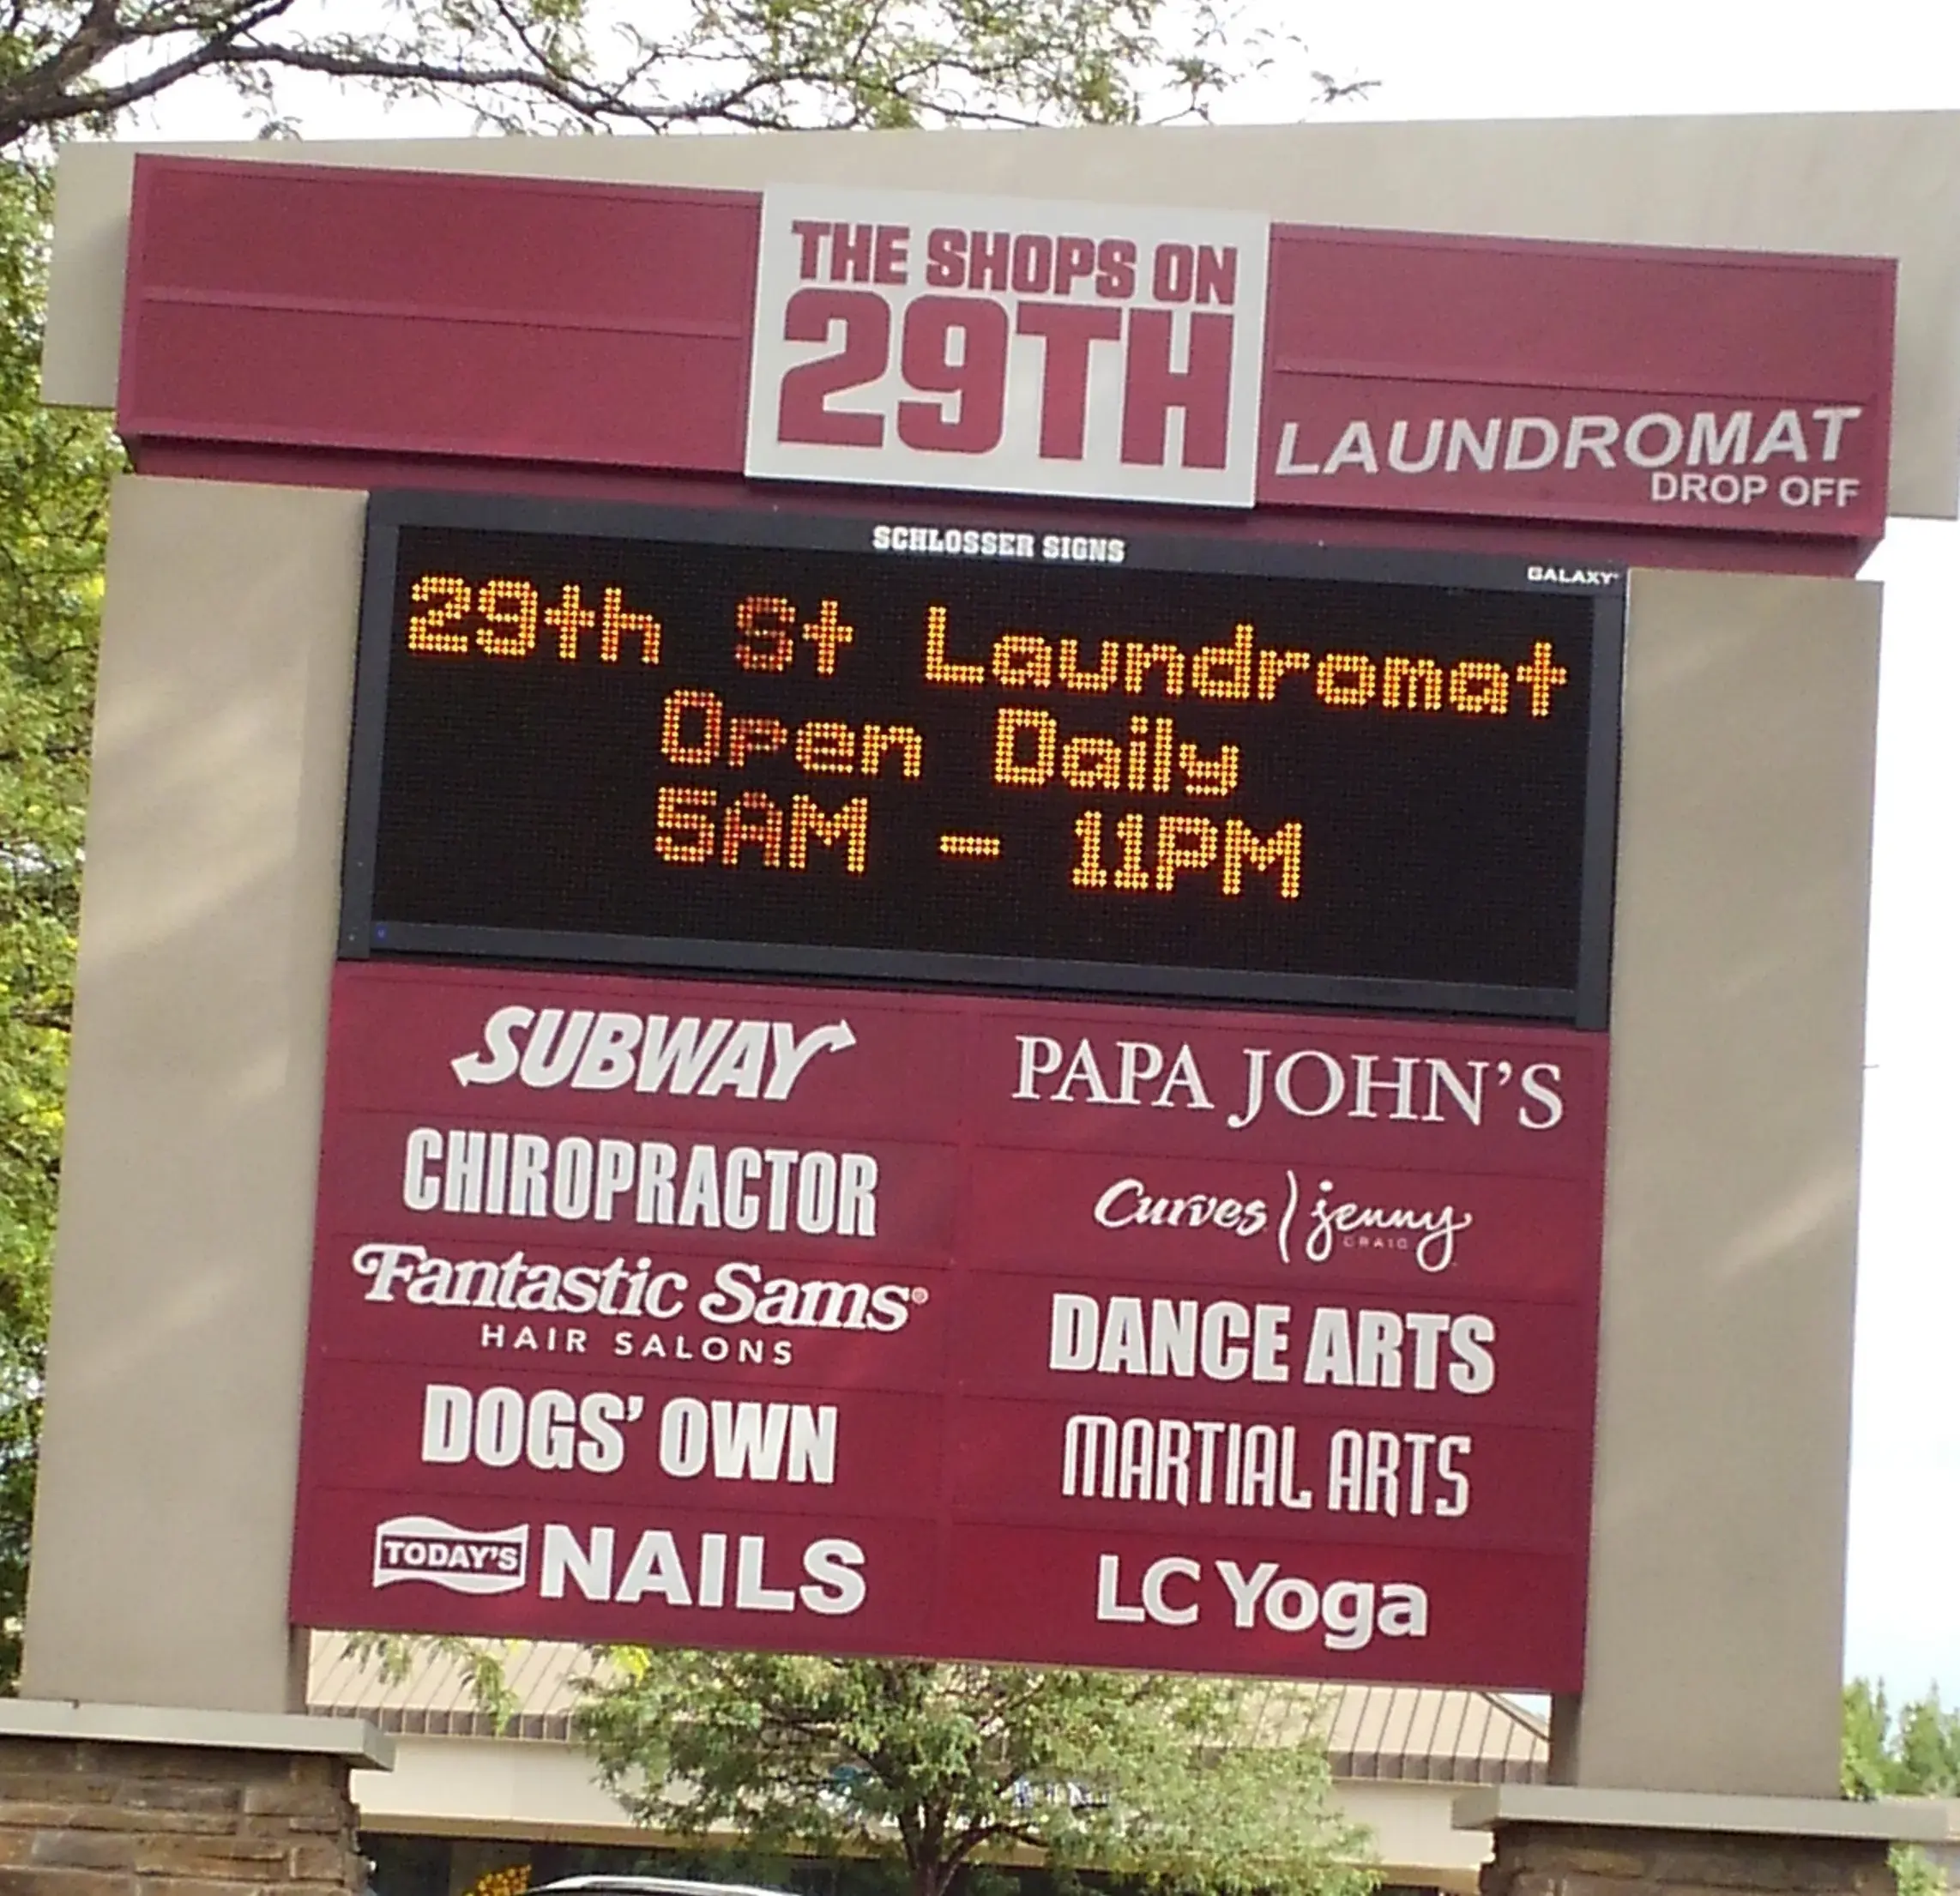 THE SHOPS ON
29TH
LAUNDROMAT
DROP OFF
SCHLOSSER SIGNS
GALAXY
29th St Laundromat
Open Daily
5AM - 11PM
SUBWAY
PAPA JOHN'S
CHIROPRACTOR
Curves jenny
CRAIG
Fantastic Sams®
HAIR SALONS
DANCE ARTS
DOGS' OWN
MARTIAL ARTS
TODAY'S NAILS
LC Yoga